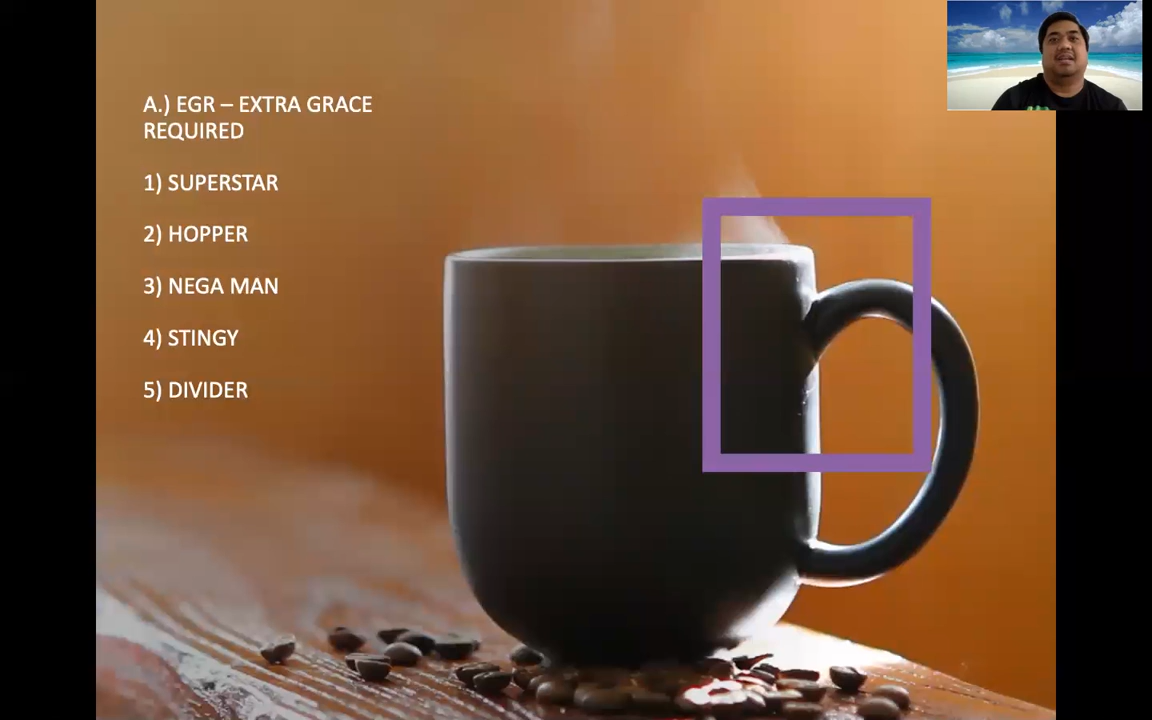 A.) EGR – EXTRA GRACE
REQUIRED
1) SUPERSTAR
2) HOPPER
3) NEGA MAN
4) STINGY
5) DIVIDER